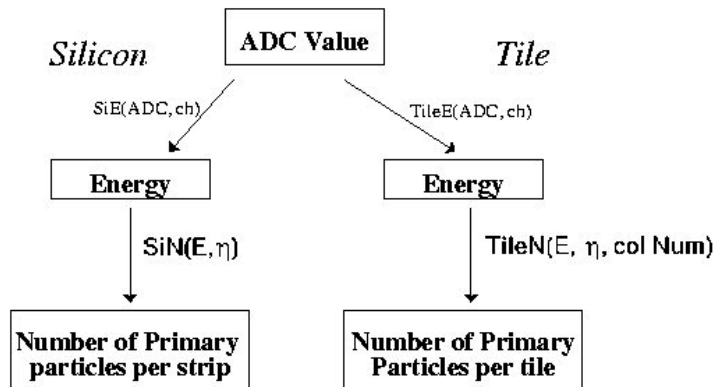 ADC Value
Silicon
Tile
SiE(ADC, ch)
TileE(ADC, ch)
Energy
Energy
SiN(E,η)
TileN(E, η, col Num)
Number of Primary
particles per strip
Number of Primary
Particles per tile